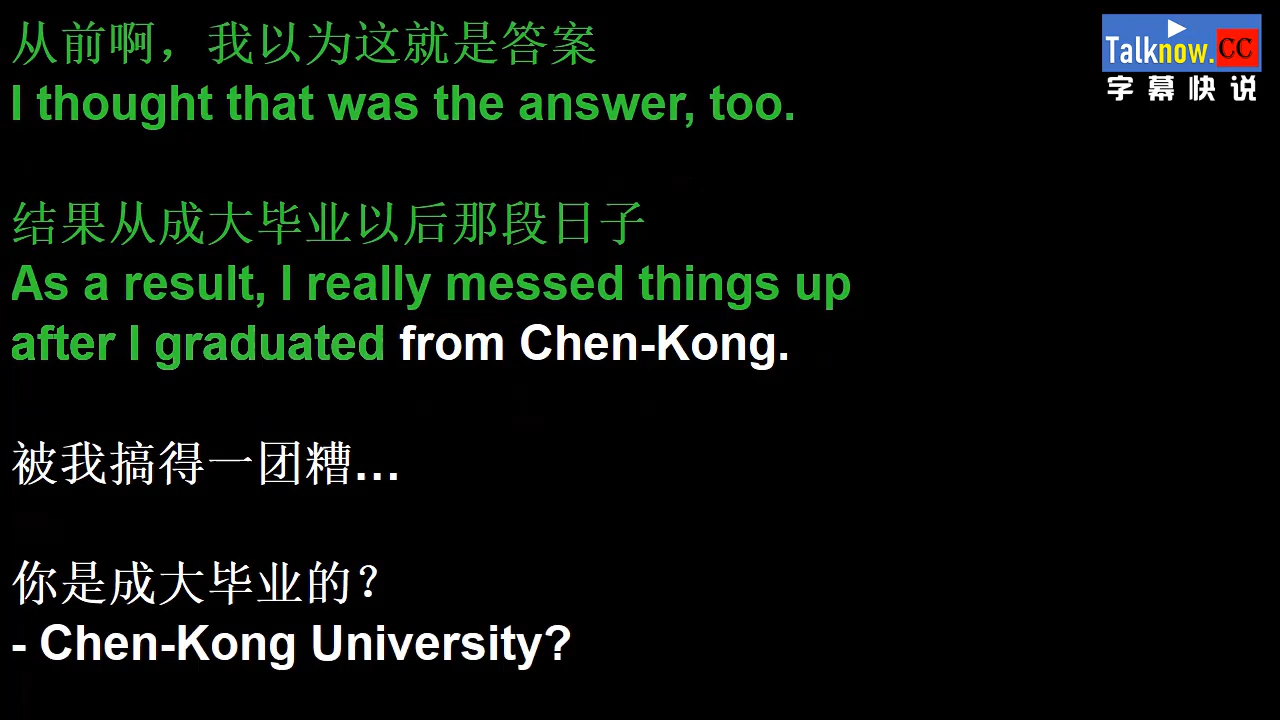 从前啊，我以为这就是答案
I thought that was the answer, too.
Talknow.CC
字幕快说
结果从成大毕业以后那段日子
As a result, I really messed things up
after I graduated from Chen-Kong.
被我搞得一团糟...
你是成大毕业的？
- Chen-Kong University?